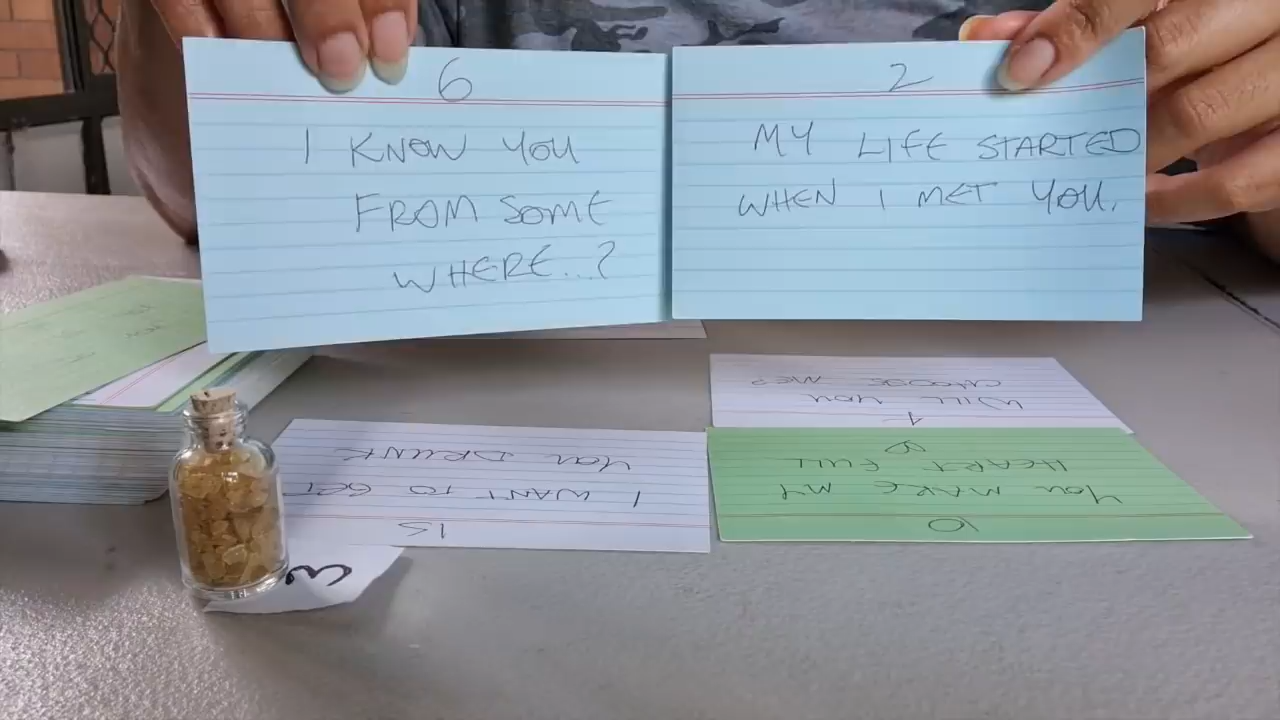 6
I KNOW YOU
FROM SOME
WHERE...?
2
MY LIFE STARTED
WHEN I MET YOU.
1
WILL YOU
CHOOSE ME?
15
I WANT TO GET
YOU DRUNK
10
YOU MAKE MY
HEART FULL
3